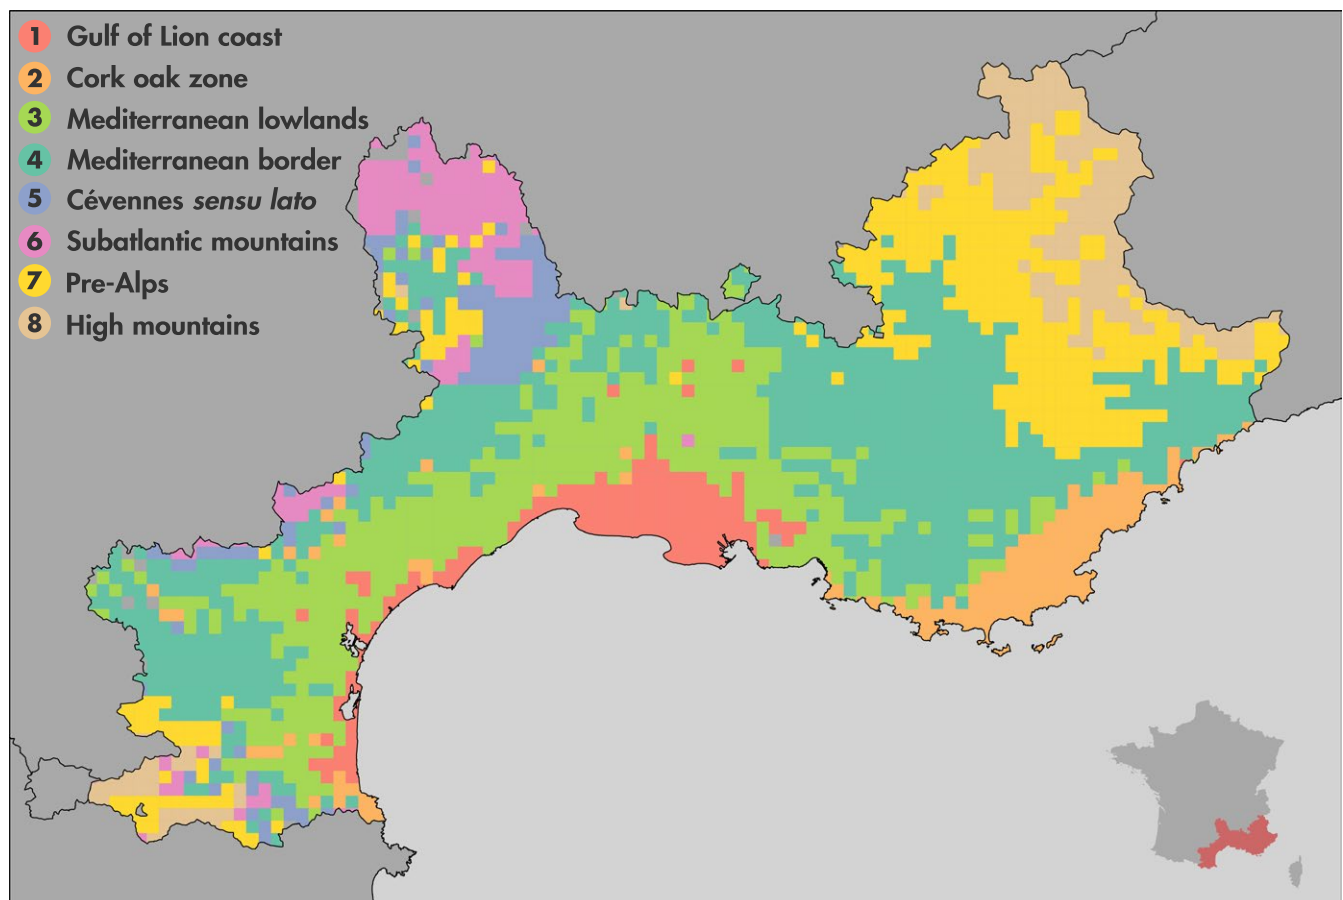 1 Gulf of Lion coast
2 Cork oak zone
3 Mediterranean lowlands
4 Mediterranean border
5 Cévennes sensu lato
6 Subatlantic mountains
7 Pre-Alps
8 High mountains